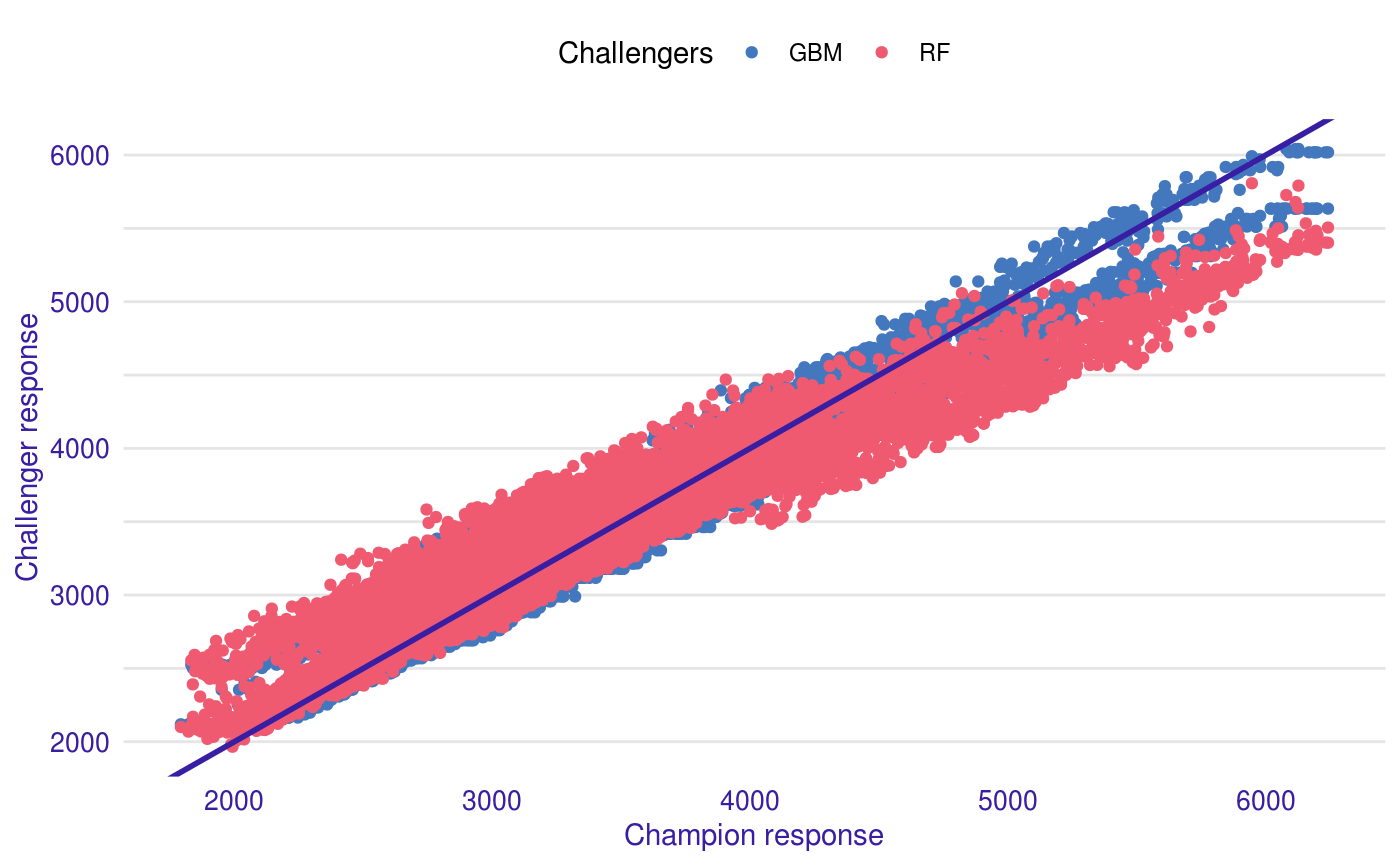 Challengers GBM RF
6000
5000
4000
3000
2000
Challenger response
2000 3000 4000 5000 6000
Champion response